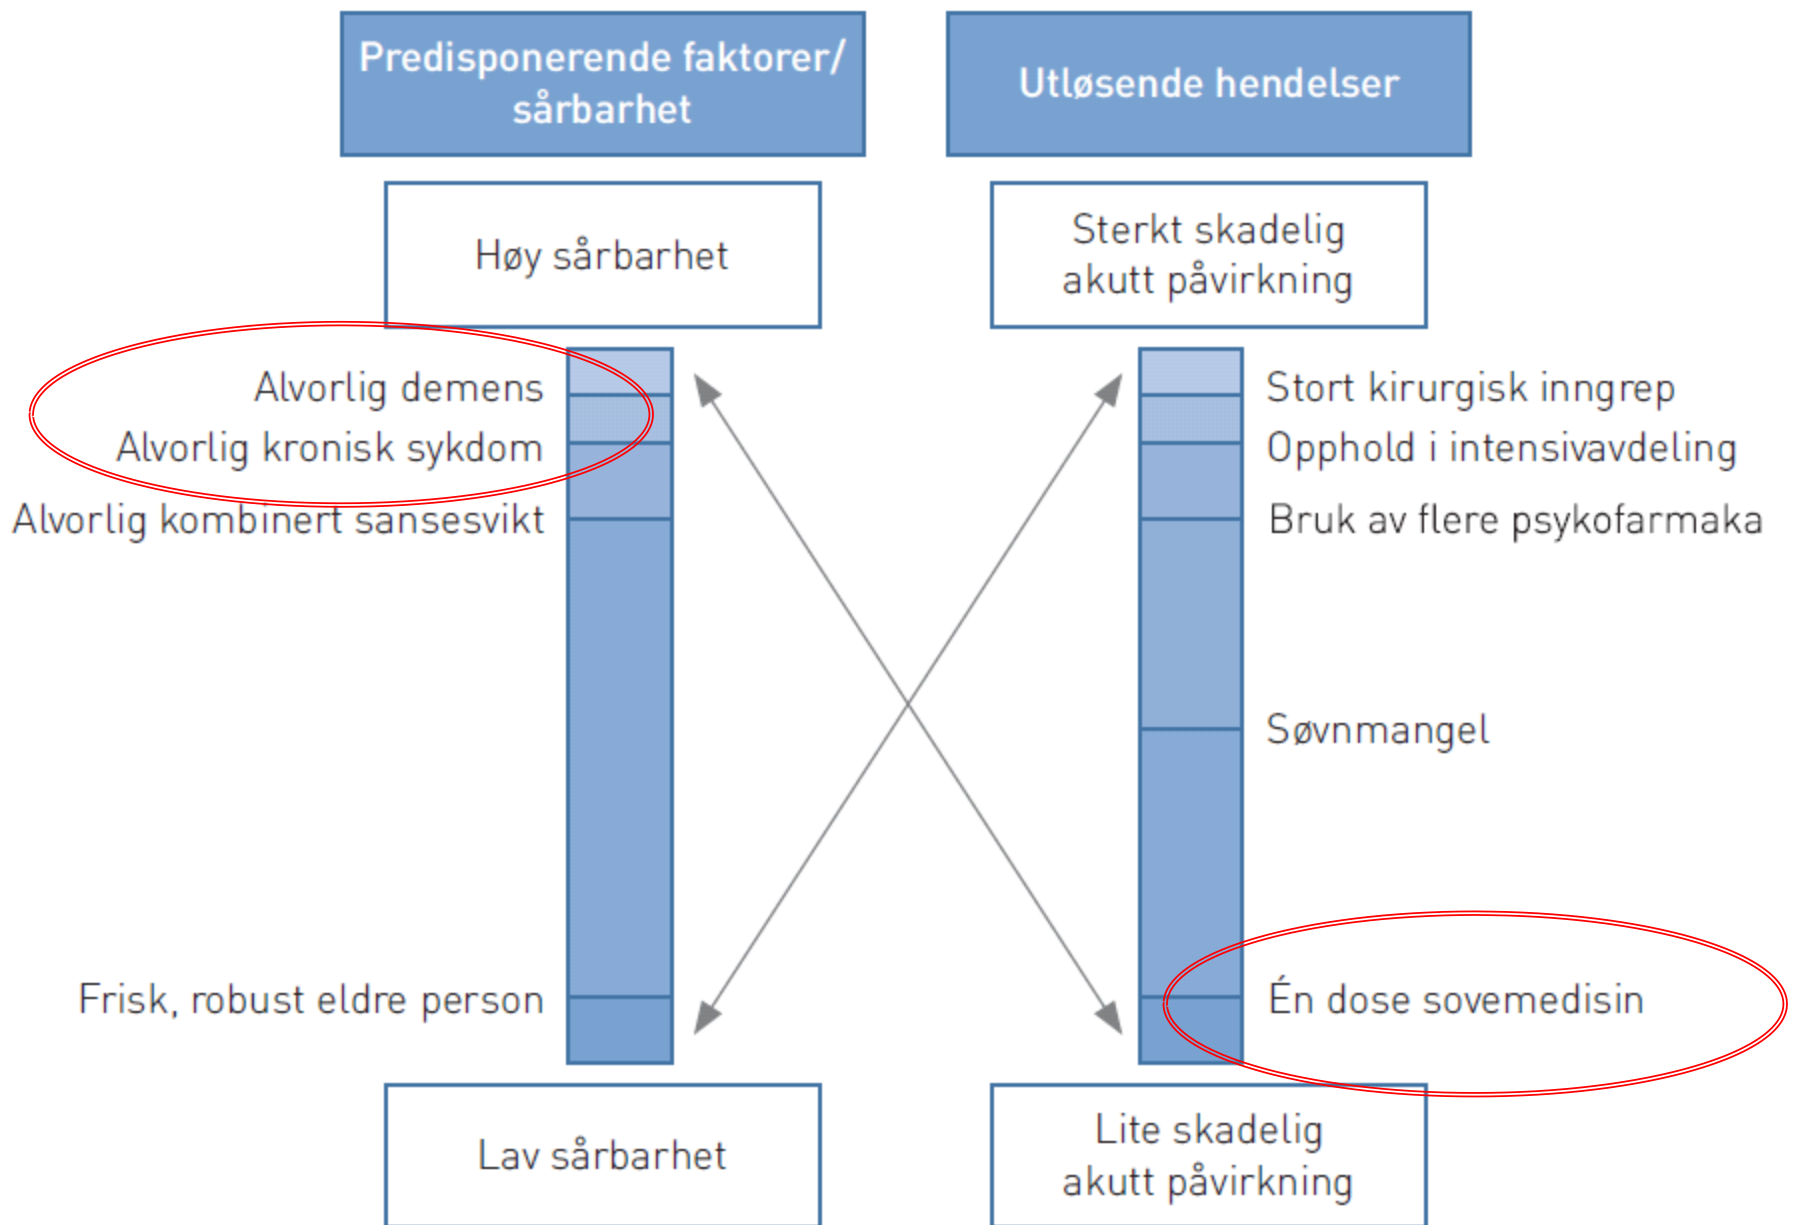 Predisponerende faktorer/
sårbarhet
Utløsende hendelser
Høy sårbarhet
Sterkt skadelig
akutt påvirkning
Alvorlig demens
Alvorlig kronisk sykdom
Alvorlig kombinert sansesvikt
Frisk, robust eldre person
Stort kirurgisk inngrep
Opphold i intensivavdeling
Bruk av flere psykofarmaka
Søvnmangel
Én dose sovemedisin
Lav sårbarhet
Lite skadelig
akutt påvirkning